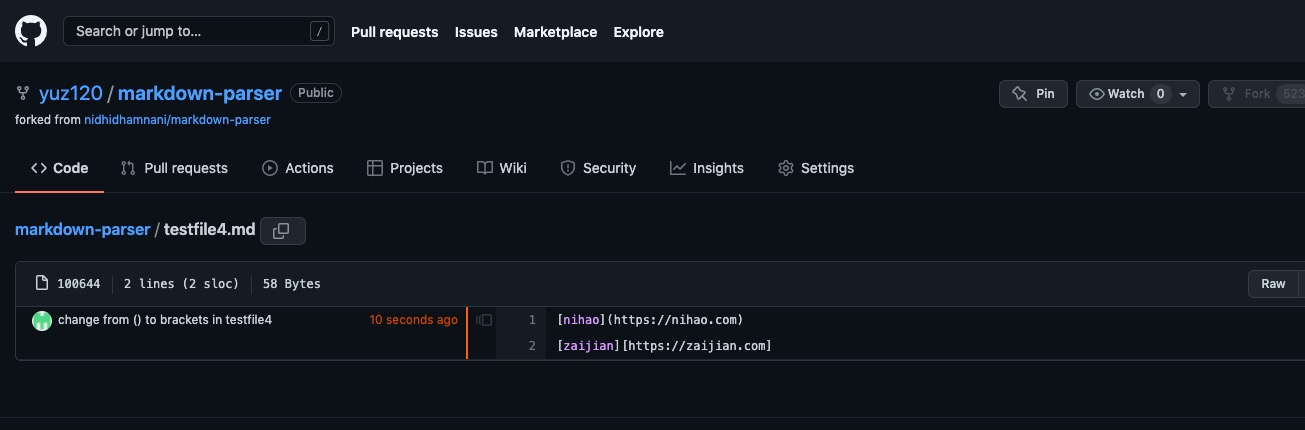 Search or jump to... / Pull requests Issues Marketplace Explore
yuz120 / markdown-parser Public Pin Watch 0 Fork 523
forked from nidhidhamnani/markdown-parser
Code Pull requests Actions Projects Wiki Security Insights Settings
markdown-parser / testfile4.md
100644 2 lines (2 sloc) 58 Bytes Raw
change from () to brackets in testfile4 10 seconds ago 1 [nihao](https://nihao.com)
2 [zaijian][https://zaijian.com]